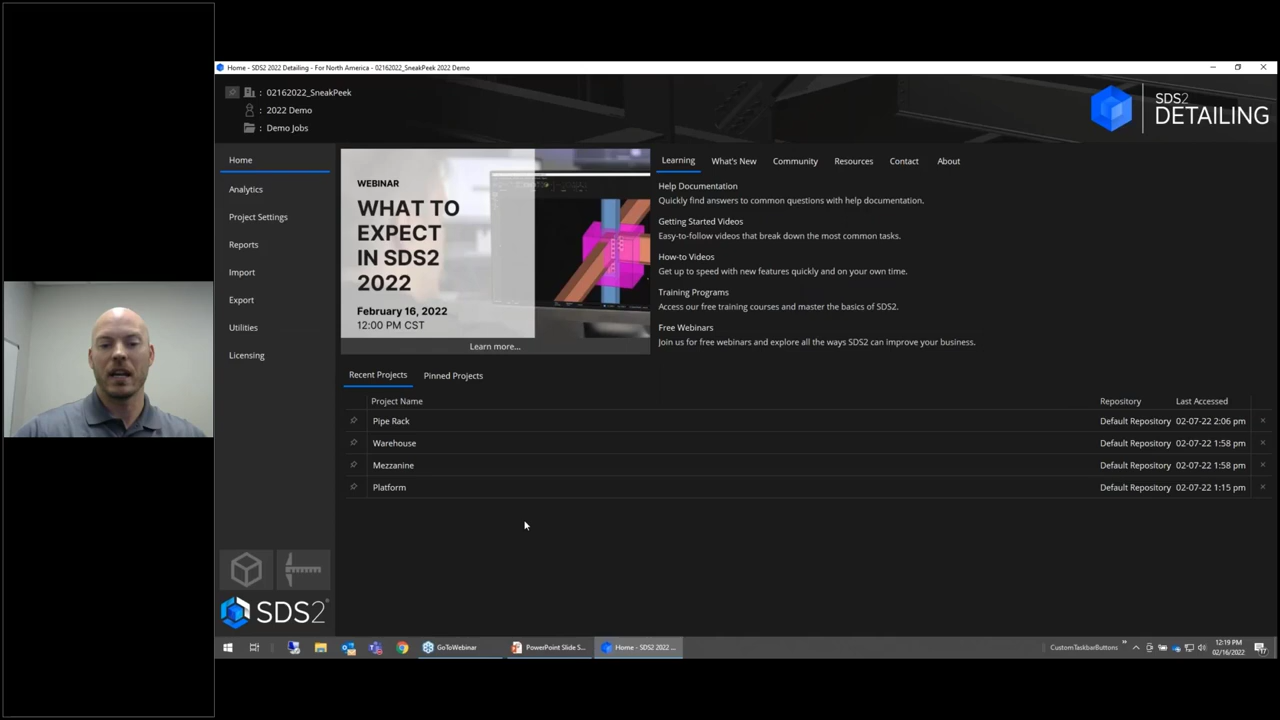 Home - SDS2 2022 Detailing - For North America - 02162022_SneakPeek 2022 Demo
: 02162022_SneakPeek
: 2022 Demo
: Demo Jobs
SDS2
DETAILING
Home
Analytics
Project Settings
Reports
Import
Export
Utilities
Licensing
SDS2
WEBINAR
WHAT TO
EXPECT
IN SDS2
2022
February 16, 2022
12:00 PM CST
Learn more...
Learning What's New Community Resources Contact About
Help Documentation
Quickly find answers to common questions with help documentation.
Getting Started Videos
Easy-to-follow videos that break down the most common tasks.
How-to Videos
Get up to speed with new features quickly and on your own time.
Training Programs
Access our free training courses and master the basics of SDS2.
Free Webinars
Join us for free webinars and explore all the ways SDS2 can improve your business.
Recent Projects Pinned Projects
Project Name Repository Last Accessed
Pipe Rack Default Repository 02-07-22 2:06 pm
Warehouse Default Repository 02-07-22 1:58 pm
Mezzanine Default Repository 02-07-22 1:58 pm
Platform Default Repository 02-07-22 1:15 pm
GoToWebinar PowerPoint Slide S... Home - SDS2 2022 ... CustomTaskbarButtons
12:19 PM
02/16/2022